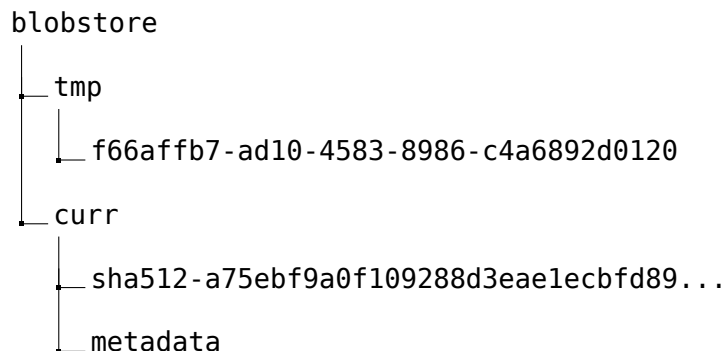 blobstore
tmp
f66affb7-ad10-4583-8986-c4a6892d0120
curr
sha512-a75ebf9a0f109288d3eae1ecbfd89...
metadata